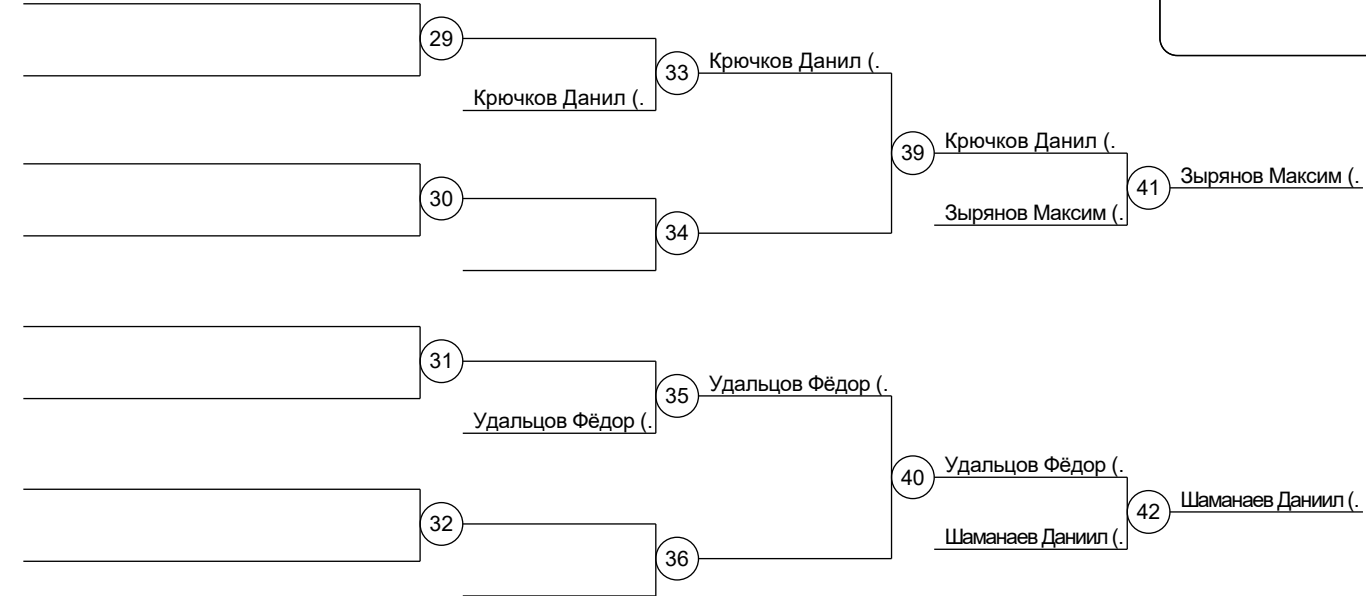 29
33
Крючков Данил (.
Крючков Данил (.
39
Крючков Данил (.
41
Зырянов Максим (.
30
Зырянов Максим (.
34
31
35
Удальцов Фёдор (.
Удальцов Фёдор (.
40
Удальцов Фёдор (.
42
Шаманаев Даниил (.
32
Шаманаев Даниил (.
36